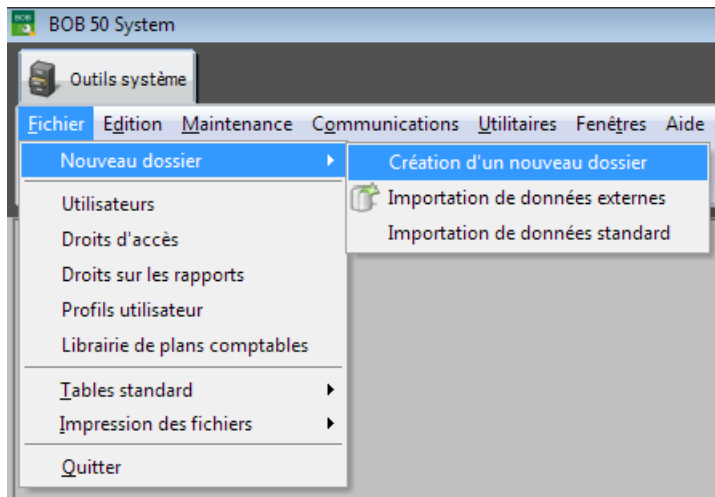 BOB 50 System
Outils système
Fichier Edition Maintenance Communications Utilitaires Fenêtres Aide
Nouveau dossier
Création d'un nouveau dossier
Importation de données externes
Importation de données standard
Utilisateurs
Droits d'accès
Droits sur les rapports
Profils utilisateur
Librairie de plans comptables
Tables standard
Impression des fichiers
Quitter